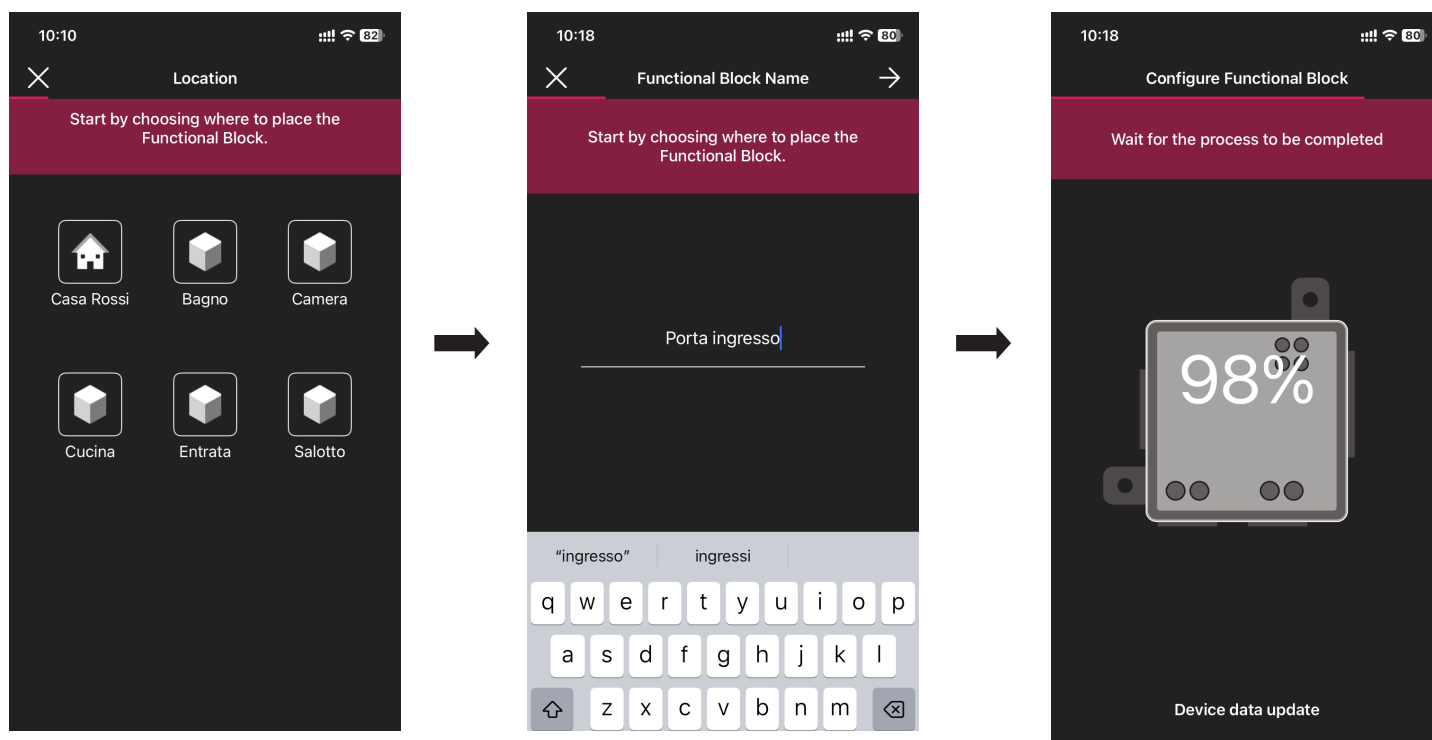 10:10
82
Location
Start by choosing where to place the
Functional Block.
Casa Rossi
Bagno
Camera
Cucina
Entrata
Salotto
10:18
80
Functional Block Name
Start by choosing where to place the
Functional Block.
Porta ingresso
“ingresso”
ingressi
q w e r t y u i o p
a s d f g h j k l
z x c v b n m
10:18
80
Configure Functional Block
Wait for the process to be completed
98%
Device data update